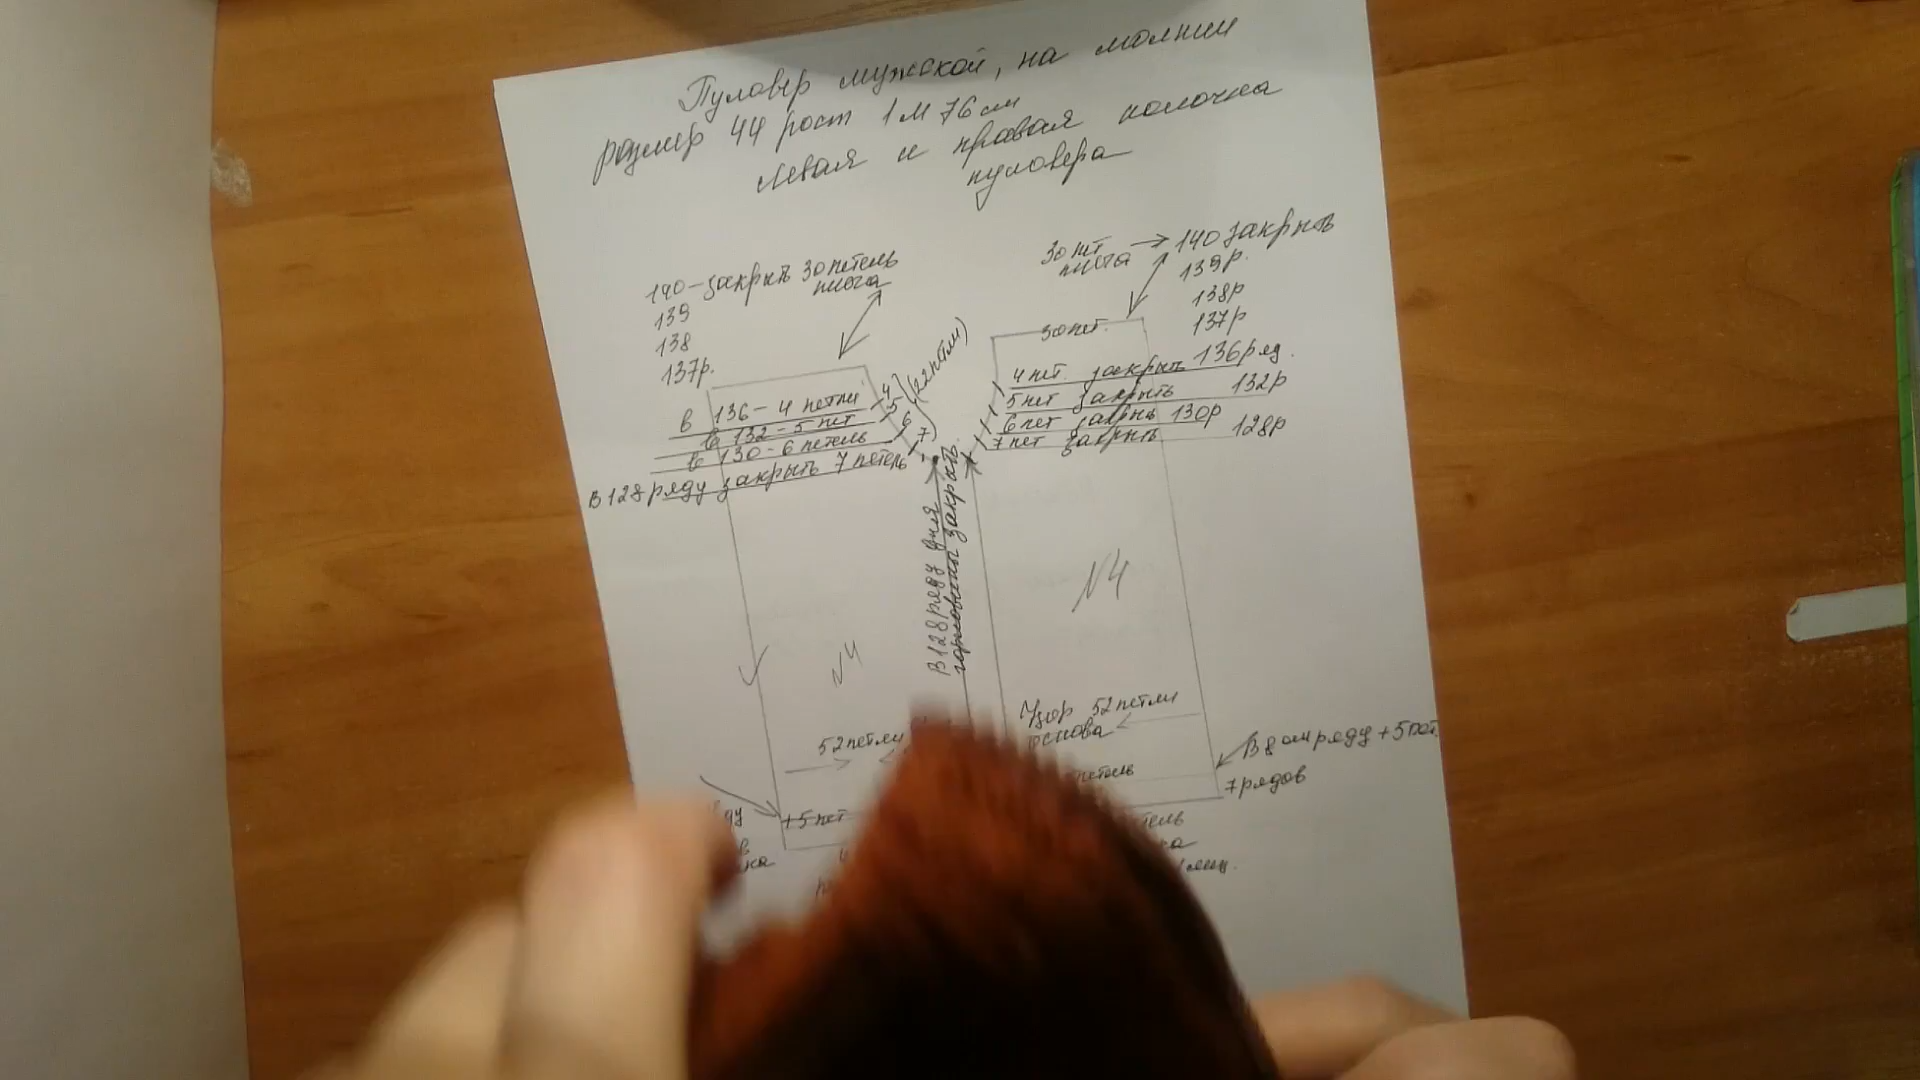 Пуловер мужской, на молнии
размер 44 рост 1 м 76 см
левая и правая полочка
пуловера
140 - закрыть 30 петель
плеча
139
138
137р.
в 136 - 4 петли
в 132 - 5 пет
в 130 - 6 петель
В 128 ряду закрыть 7 петель
4
5
6
7
(22 петли)
30 пет → 140 закрыть
плеча
139р.
138р
137р
30 пет.
4 пет. закрыть 136 ряд.
5 пет закрыть 132р
6 пет закрыть 130р
7 пет закрыть 128р
В 128 ряду для
горловины закрыть
N4
N4
52 петли
+5 пет
Узор 52 петли
основа
петель
В 8ом ряду +5 пет.
7 рядов